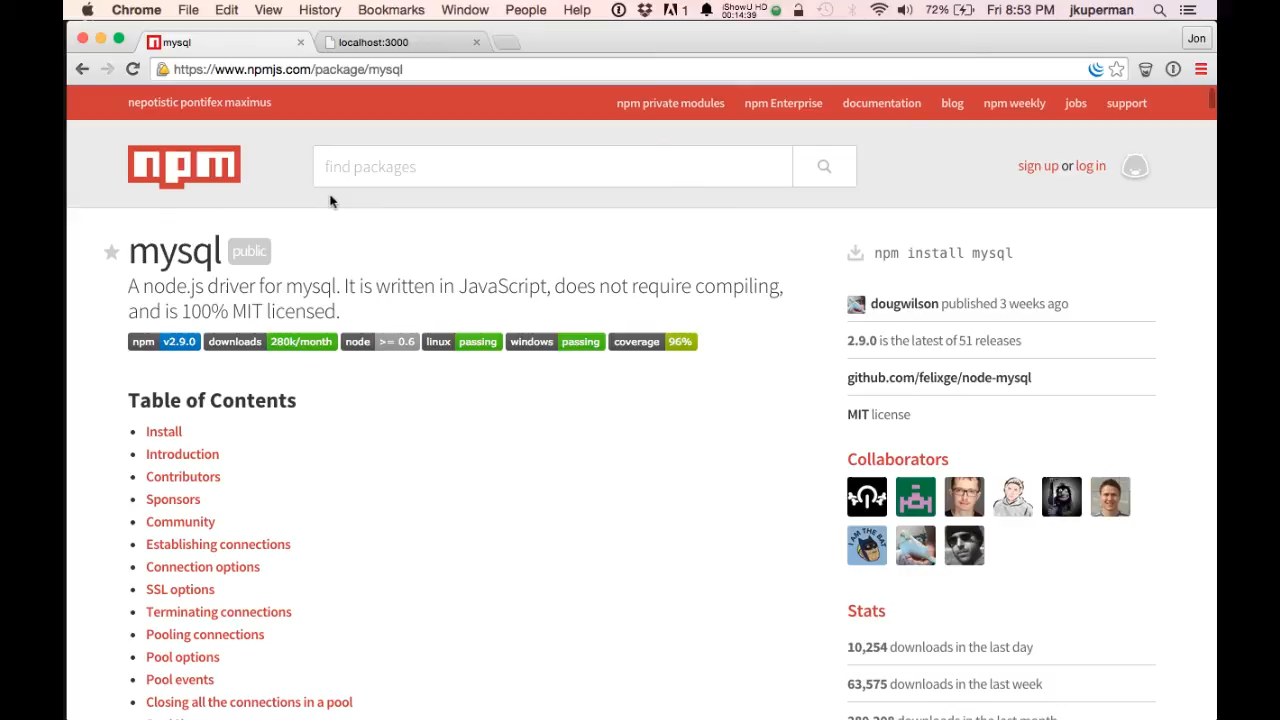 Chrome File Edit View History Bookmarks Window People Help 1 iShowU HD 00:14:39 72% Fri 8:53 PM jkuperman
mysql localhost:3000 Jon
https://www.npmjs.com/package/mysql
nepotistic pontifex maximus npm private modules npm Enterprise documentation blog npm weekly jobs support
npm find packages sign up or log in
mysql public
A node.js driver for mysql. It is written in JavaScript, does not require compiling,
and is 100% MIT licensed.
npm v2.9.0 downloads 280k/month node >= 0.6 linux passing windows passing coverage 96%
Table of Contents
Install
Introduction
Contributors
Sponsors
Community
Establishing connections
Connection options
SSL options
Terminating connections
Pooling connections
Pool options
Pool events
Closing all the connections in a pool
npm install mysql
dougwilson published 3 weeks ago
2.9.0 is the latest of 51 releases
github.com/felixge/node-mysql
MIT license
Collaborators
I AM THE BAT
Stats
10,254 downloads in the last day
63,575 downloads in the last week
downloads in the last month